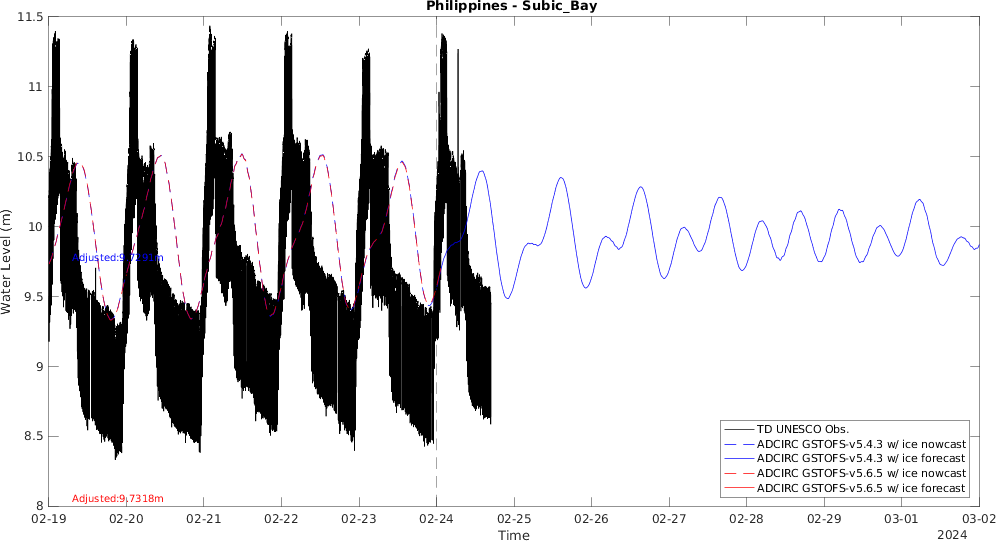 Philippines - Subic_Bay
11.5
11
10.5
10
9.5
9
8.5
8
Water Level (m)
Adjusted:9.7291m
Adjusted:9.7318m
TD UNESCO Obs.
ADCIRC GSTOFS-v5.4.3 w/ ice nowcast
ADCIRC GSTOFS-v5.4.3 w/ ice forecast
ADCIRC GSTOFS-v5.6.5 w/ ice nowcast
ADCIRC GSTOFS-v5.6.5 w/ ice forecast
02-19 02-20 02-21 02-22 02-23 02-24 02-25 02-26 02-27 02-28 02-29 03-01 03-02
Time
2024